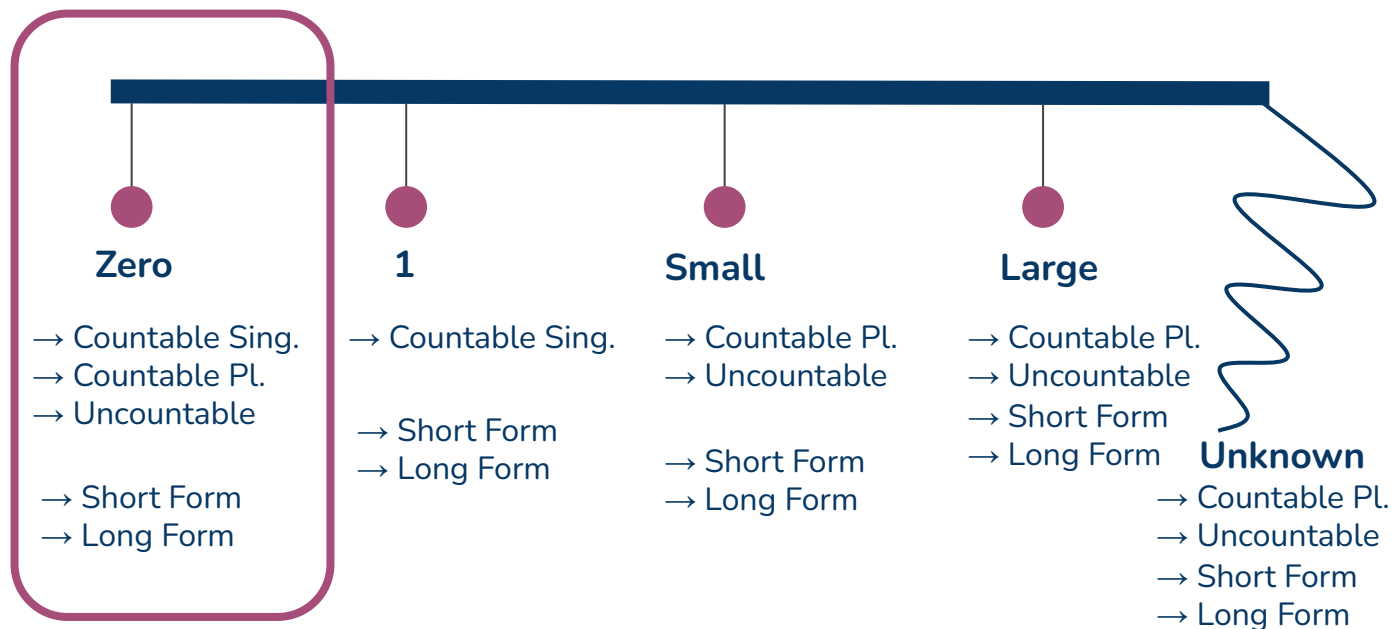 Zero
→ Countable Sing.
→ Countable Pl.
→ Uncountable
→ Short Form
→ Long Form
1
→ Countable Sing.
→ Short Form
→ Long Form
Small
→ Countable Pl.
→ Uncountable
→ Short Form
→ Long Form
Large
→ Countable Pl.
→ Uncountable
→ Short Form
→ Long Form
Unknown
→ Countable Pl.
→ Uncountable
→ Short Form
→ Long Form